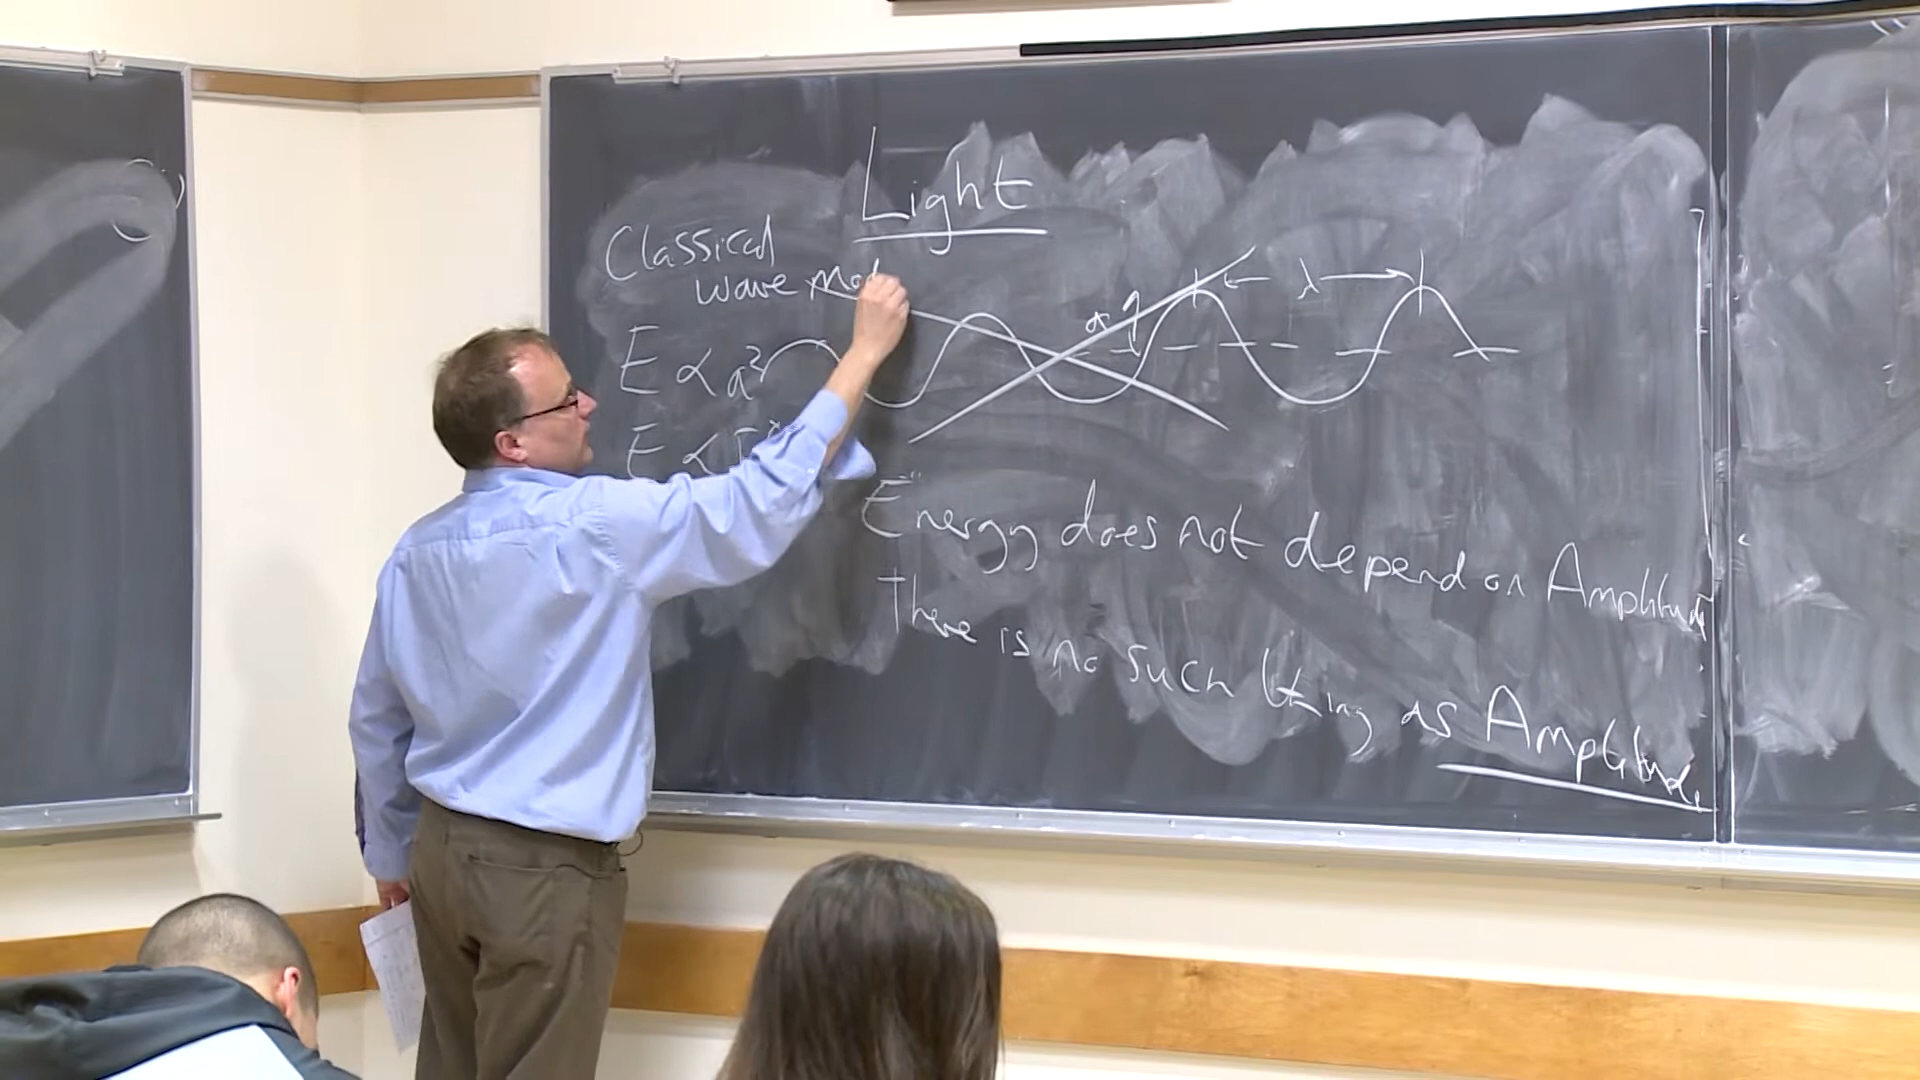 Light
Classical
wave mod
a
λ
E α a²
E α
Energy does not depend on Amplitude
There is no such thing as Amplitude